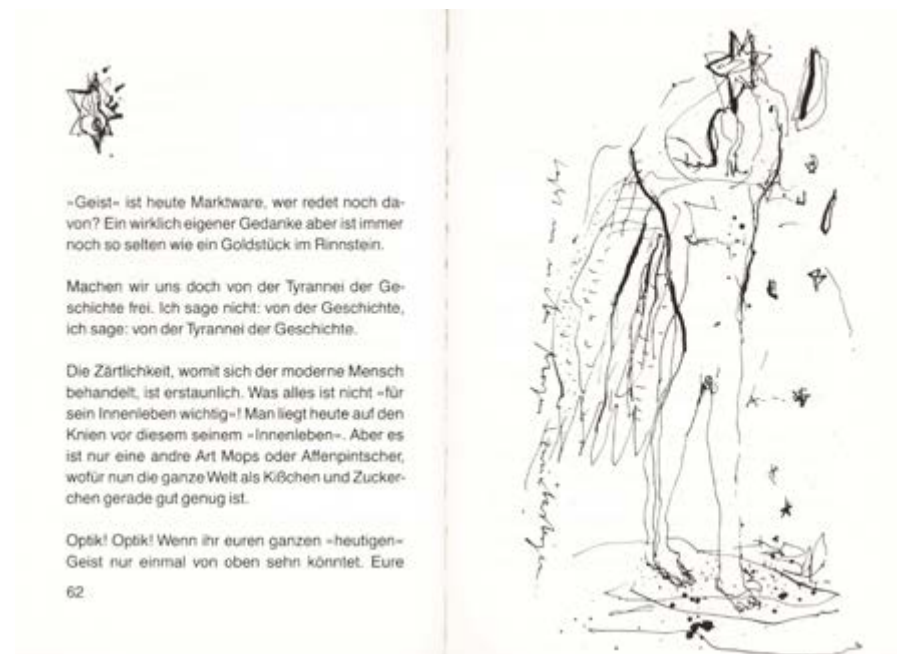 »Geist« ist heute Marktware, wer redet noch da-
von? Ein wirklich eigener Gedanke aber ist immer
noch so selten wie ein Goldstück im Rinnstein.
Machen wir uns doch von der Tyrannei der Ge-
schichte frei. Ich sage nicht: von der Geschichte,
ich sage: von der Tyrannei der Geschichte.
Die Zärtlichkeit, womit sich der moderne Mensch
behandelt, ist erstaunlich. Was alles ist nicht »für
sein Innenleben wichtig«! Man liegt heute auf den
Knien vor diesem seinem »Innenleben«. Aber es
ist nur eine andre Art Mops oder Affenpintscher,
wofür nun die ganze Welt als Kißchen und Zucker-
chen gerade gut genug ist.
Optik! Optik! Wenn ihr euren ganzen »heutigen«
Geist nur einmal von oben sehn könntet. Eure
62